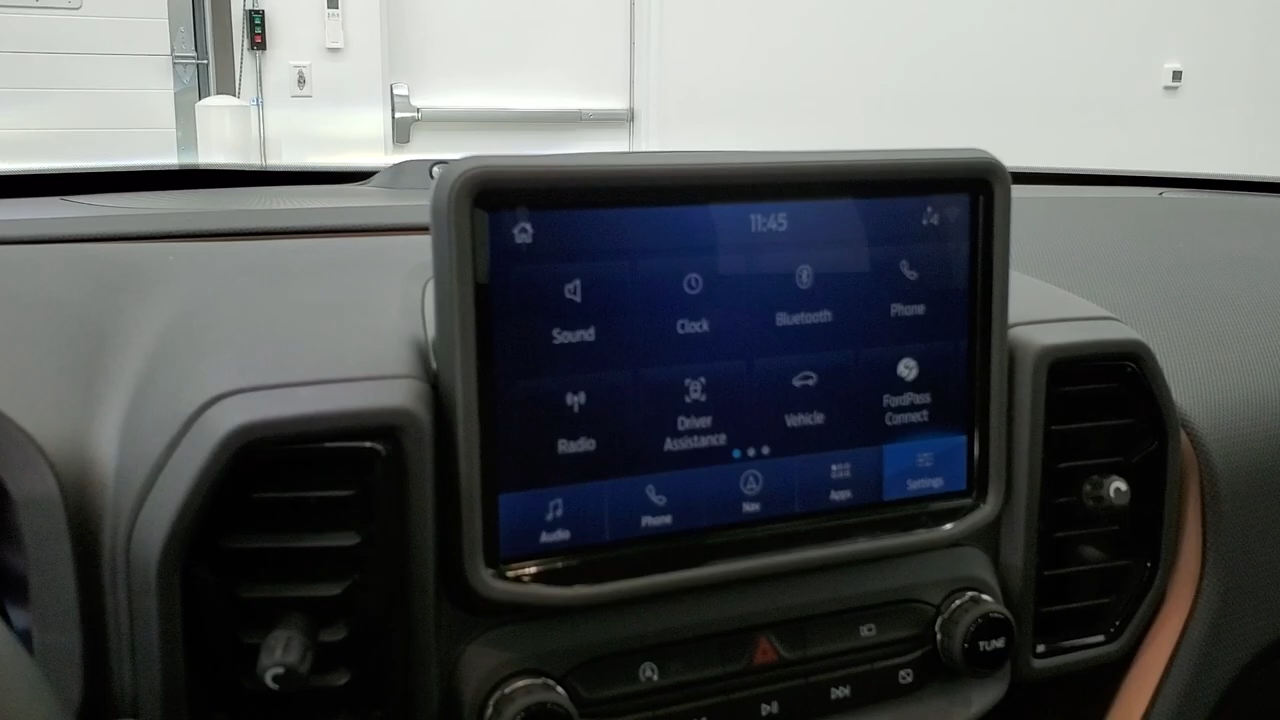 11:45
Sound
Clock
Bluetooth
Phone
Radio
Driver
Assistance
Vehicle
FordPass
Connect
Audio
Phone
Nav
Apps
Settings
TUNE